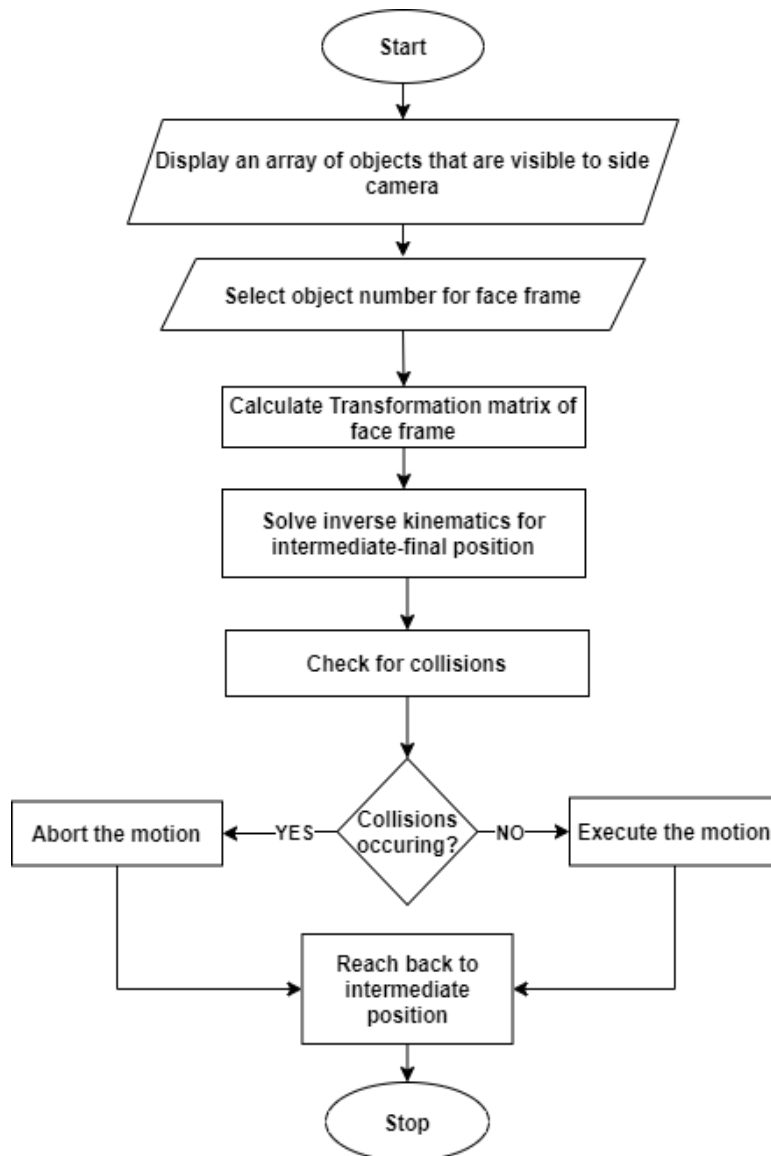 Start
Display an array of objects that are visible to side
camera
Select object number for face frame
Calculate Transformation matrix of
face frame
Solve inverse kinematics for
intermediate-final position
Check for collisions
Abort the motion
YES
Collisions
occuring?
NO
Execute the motion
Reach back to
intermediate
position
Stop